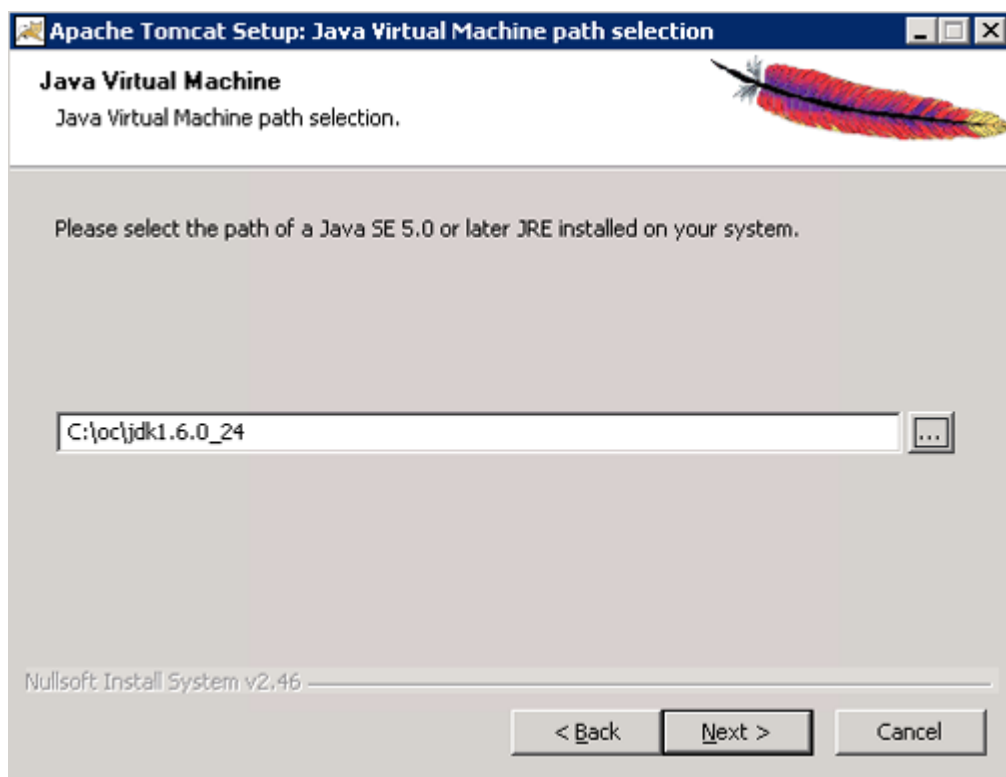 Apache Tomcat Setup: Java Virtual Machine path selection
Java Virtual Machine
Java Virtual Machine path selection.
Please select the path of a Java SE 5.0 or later JRE installed on your system.
C:\oc\jdk1.6.0_24
...
Nullsoft Install System v2.46
< Back
Next >
Cancel